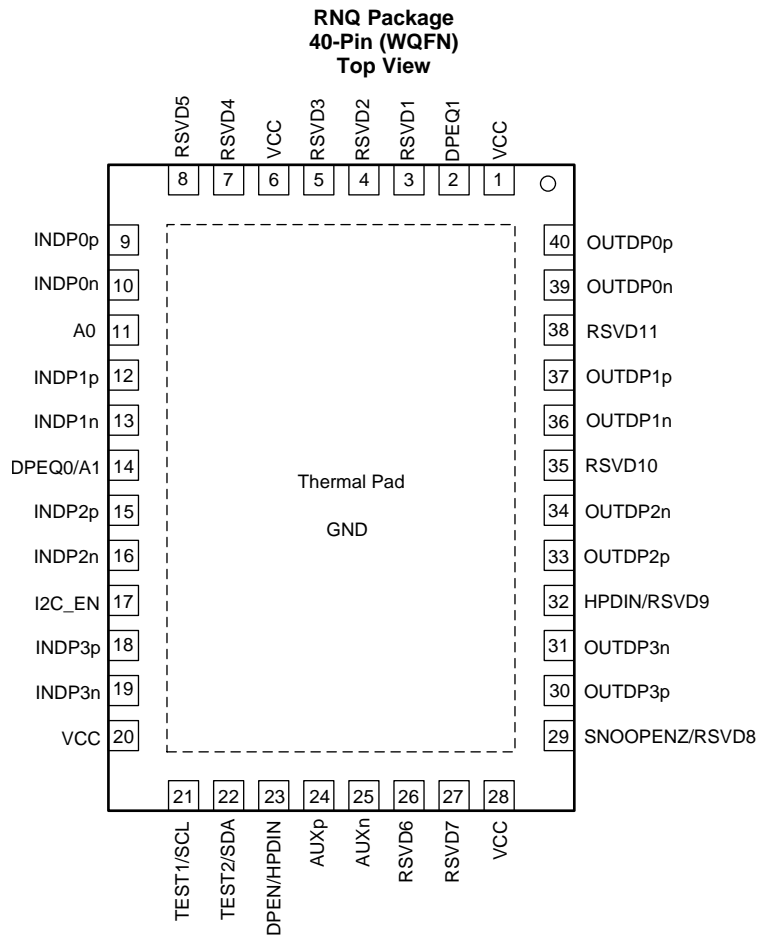 RNQ Package
40-Pin (WQFN)
Top View
RSVD5
RSVD4
VCC
RSVD3
RSVD2
RSVD1
DPEQ1
VCC
8
7
6
5
4
3
2
1
INDP0p 9
40 OUTDP0p
INDP0n 10
39 OUTDP0n
A0 11
38 RSVD11
INDP1p 12
37 OUTDP1p
INDP1n 13
36 OUTDP1n
DPEQ0/A1 14
35 RSVD10
Thermal Pad
INDP2p 15
34 OUTDP2n
GND
INDP2n 16
33 OUTDP2p
I2C_EN 17
32 HPDIN/RSVD9
INDP3p 18
31 OUTDP3n
INDP3n 19
30 OUTDP3p
VCC 20
29 SNOOPENZ/RSVD8
21
22
23
24
25
26
27
28
TEST1/SCL
TEST2/SDA
DPEN/HPDIN
AUXp
AUXn
RSVD6
RSVD7
VCC